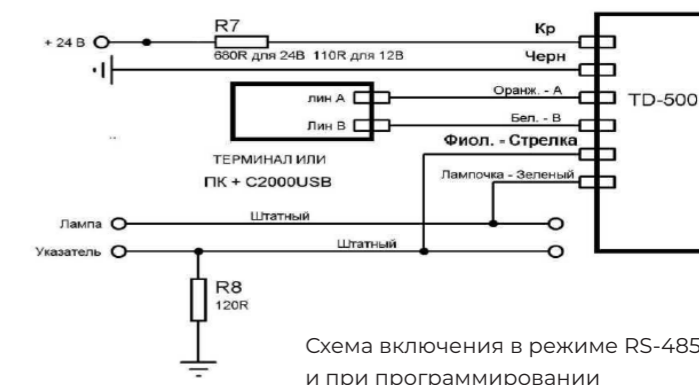 R7
Кр
+ 24 В
680R для 24В 110R для 12В
Черн
Оранж. - А
TD-500
лин А
Бел. - В
Лин В
Фиол. - Стрелка
ТЕРМИНАЛ ИЛИ
ПК + С2000USB
Лампочка - Зеленый
Лампа
Штатный
Указатель
Штатный
R8
120R
Схема включения в режиме RS-485
и при программировании